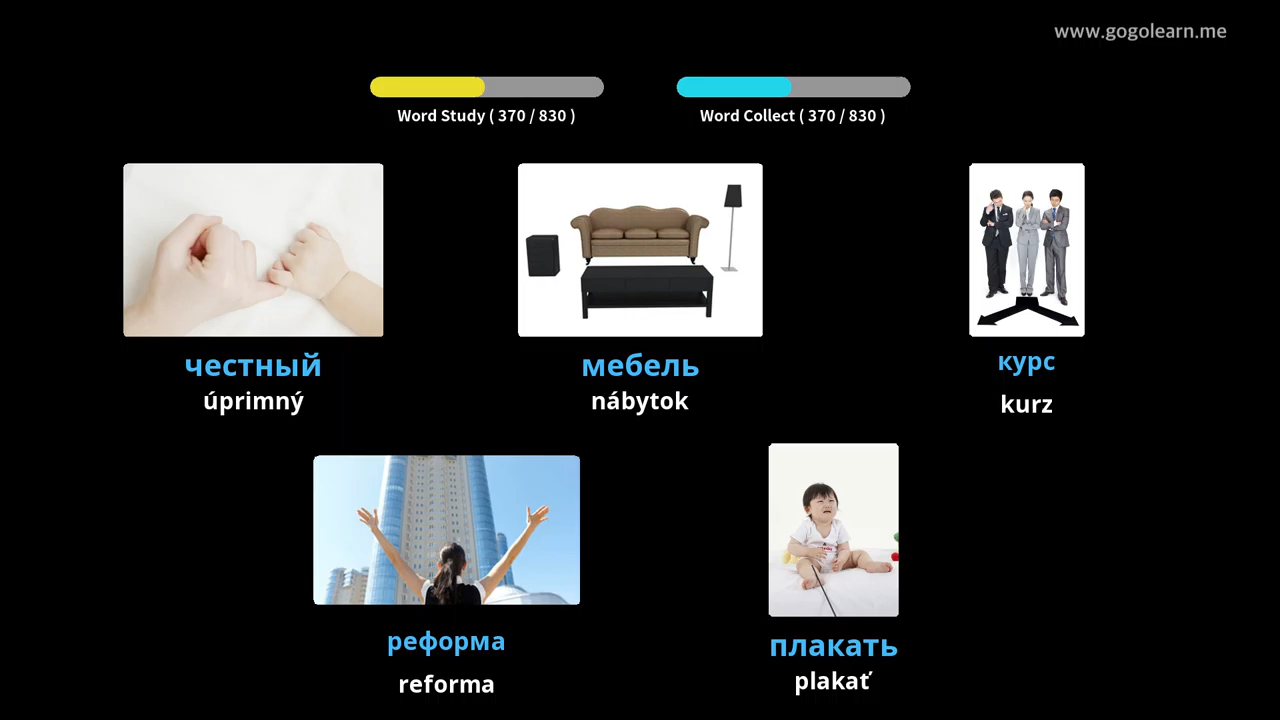 www.gogolearn.me
Word Study ( 370 / 830 )
Word Collect ( 370 / 830 )
честный
úprimný
мебель
nábytok
курс
kurz
реформа
reforma
плакать
plakať